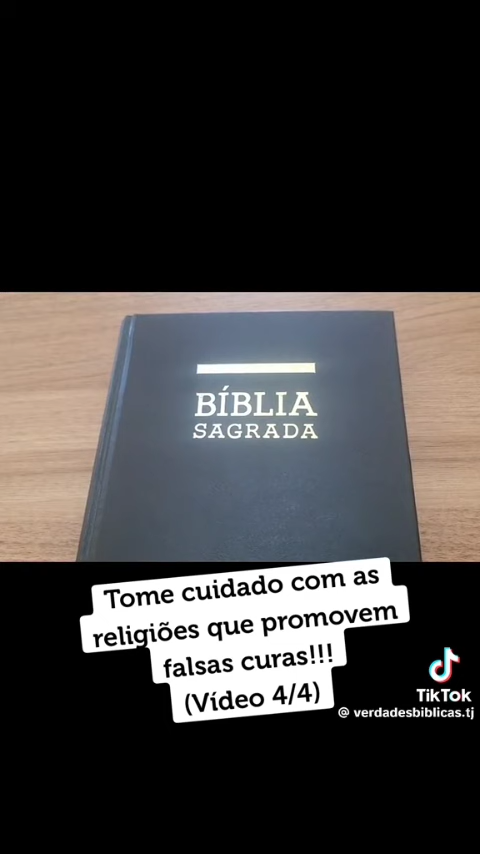 BÍBLIA
SAGRADA
Tome cuidado com as
religiões que promovem
falsas curas!!!
(Vídeo 4/4)
TikTok
@ verdadesbiblicas.tj